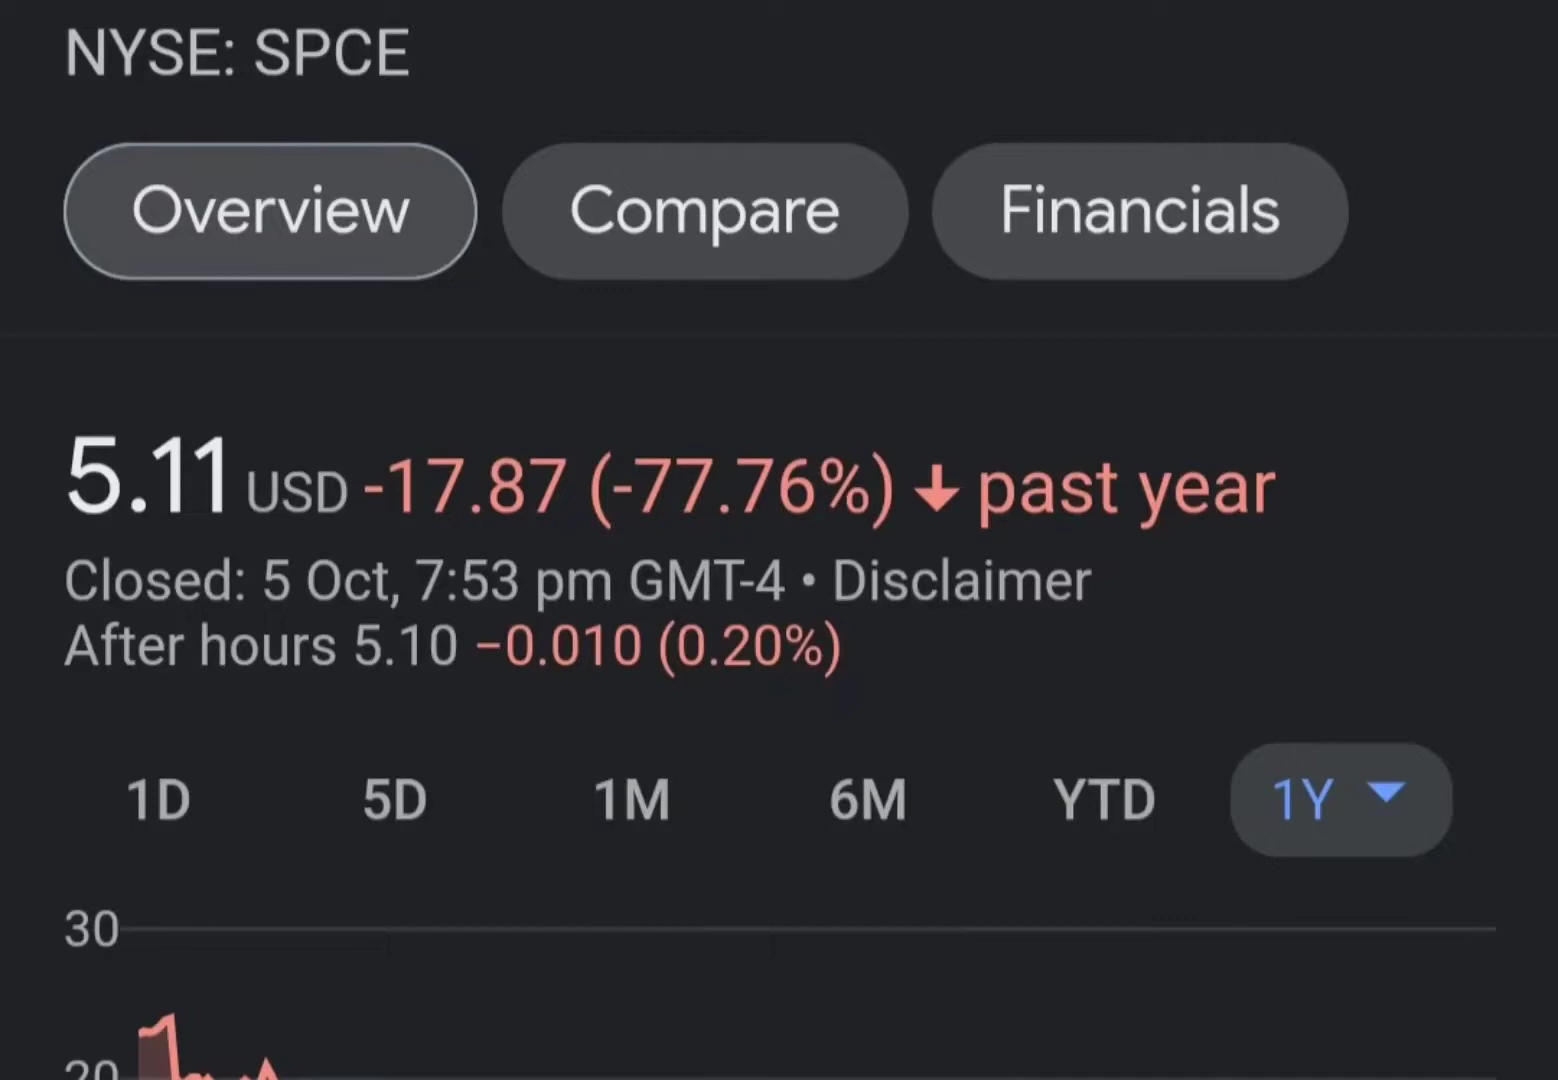 NYSE: SPCE
Overview Compare Financials
5.11 USD -17.87 (-77.76%) ↓ past year
Closed: 5 Oct, 7:53 pm GMT-4 • Disclaimer
After hours 5.10 −0.010 (0.20%)
1D 5D 1M 6M YTD 1Y
30
20